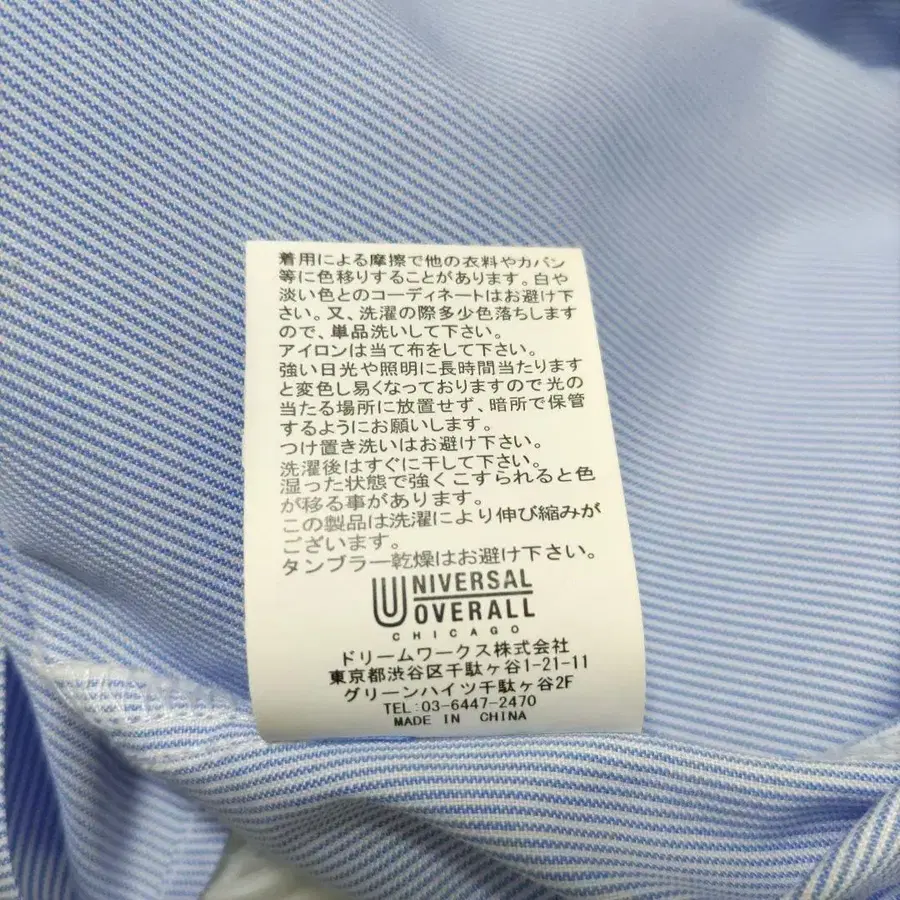 着用による摩擦で他の衣料やカバン
等に色移りすることがあります。白や
淡い色とのコーディネートはお避け下
さい。又、洗濯の際多少色落ちします
ので、単品洗いして下さい。
アイロンは当て布をして下さい。
強い日光や照明に長時間当たります
と変色し易くなっておりますので光の
当たる場所に放置せず、暗所で保管
するようにお願いします。
つけ置き洗いはお避け下さい。
洗濯後はすぐに干して下さい。
湿った状態で強くこすられると色
が移る事があります。
この製品は洗濯により伸び縮みが
ございます。
タンブラー乾燥はお避け下さい。
UNIVERSAL
OVERALL
CHICAGO
ドリームワークス株式会社
東京都渋谷区千駄ヶ谷1-21-11
グリーンハイツ千駄ヶ谷2F
TEL:03-6447-2470
MADE IN CHINA